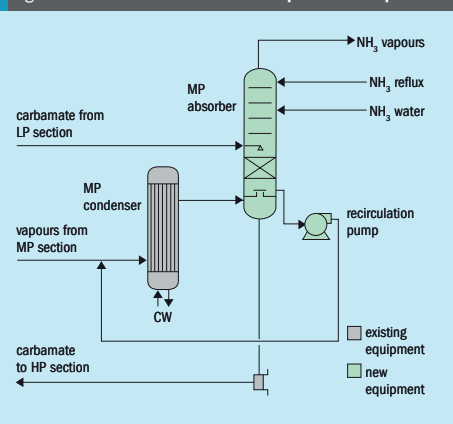 NH3 vapours
MP
absorber
NH3 reflux
NH3 water
carbamate from
LP section
MP
condenser
recirculation
pump
vapours from
MP section
CW
existing
equipment
carbamate
to HP section
new
equipment